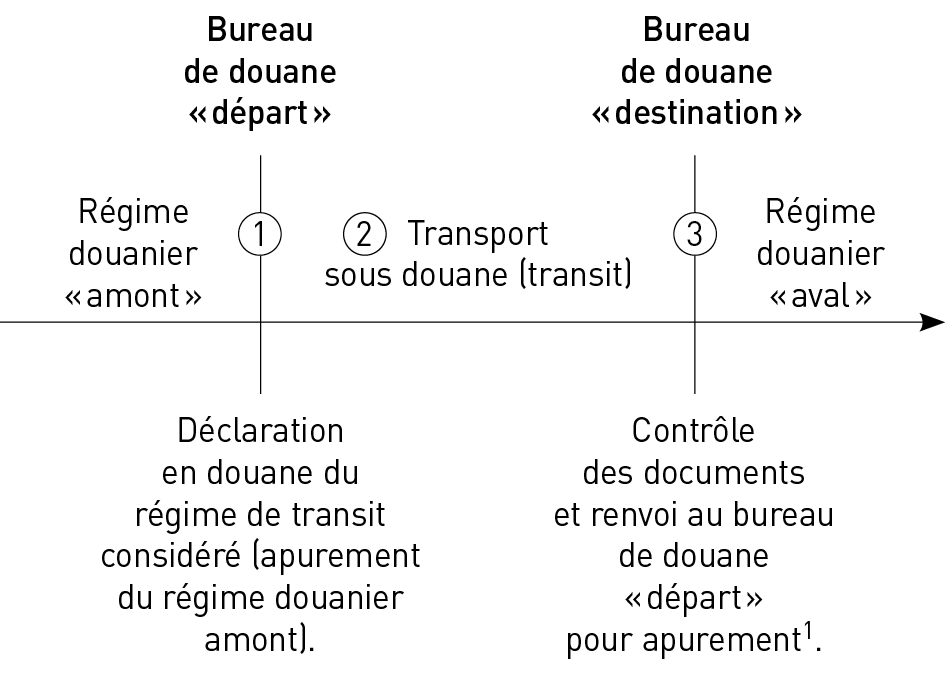 Bureau
de douane
«départ»
Bureau
de douane
«destination»
Régime
douanier
«amont»
1
2 Transport
sous douane (transit)
3
Régime
douanier
«aval»
Déclaration
en douane du
régime de transit
considéré (apurement
du régime douanier
amont).
Contrôle
des documents
et renvoi au bureau
de douane
«départ»
pour apurement¹.